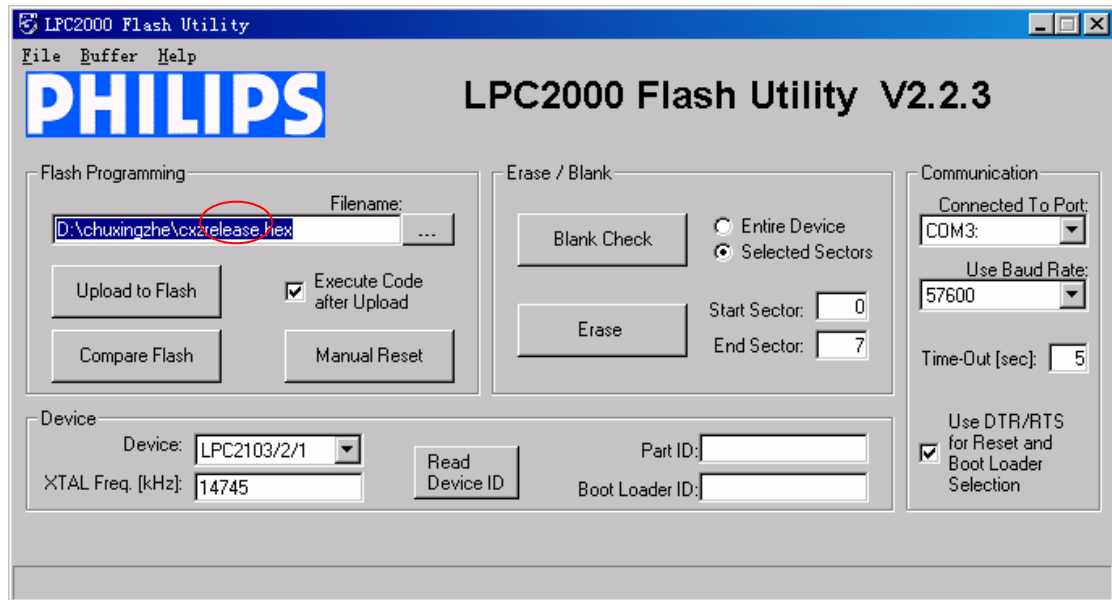 LPC2000 Flash Utility
File Buffer Help
PHILIPS
LPC2000 Flash Utility V2.2.3
Flash Programming
Filename:
D:\chuxingzhe\cxzrelease.hex
...
Upload to Flash
Execute Code
after Upload
Compare Flash
Manual Reset
Erase / Blank
Blank Check
Entire Device
Selected Sectors
Erase
Start Sector: 0
End Sector: 7
Communication
Connected To Port:
COM3:
Use Baud Rate:
57600
Time-Out [sec]: 5
Use DTR/RTS
for Reset and
Boot Loader
Selection
Device
Device: LPC2103/2/1
XTAL Freq. [kHz]: 14745
Read
Device ID
Part ID:
Boot Loader ID: